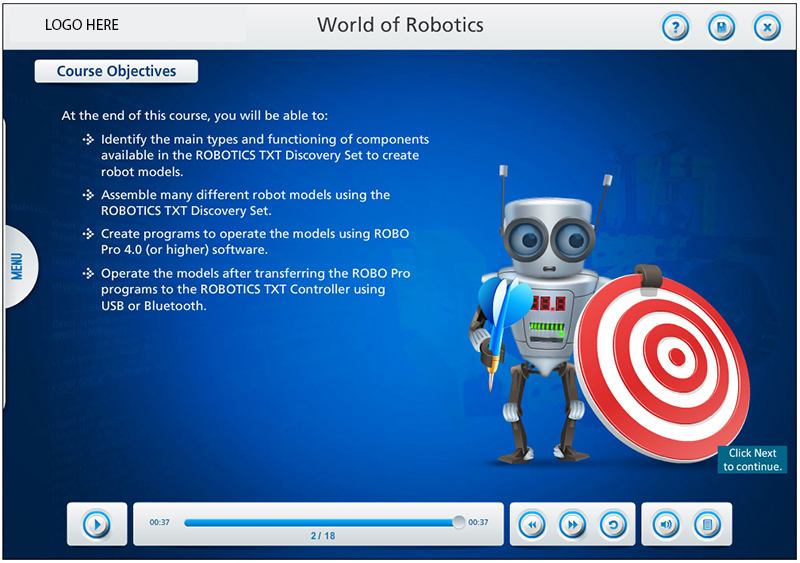 LOGO HERE
World of Robotics
?
Course Objectives
At the end of this course, you will be able to:
Identify the main types and functioning of components
available in the ROBOTICS TXT Discovery Set to create
robot models.
Assemble many different robot models using the
ROBOTICS TXT Discovery Set.
Create programs to operate the models using ROBO
Pro 4.0 (or higher) software.
Operate the models after transferring the ROBO Pro
programs to the ROBOTICS TXT Controller using
USB or Bluetooth.
MENU
Click Next
to continue.
00:37
00:37
2 / 18